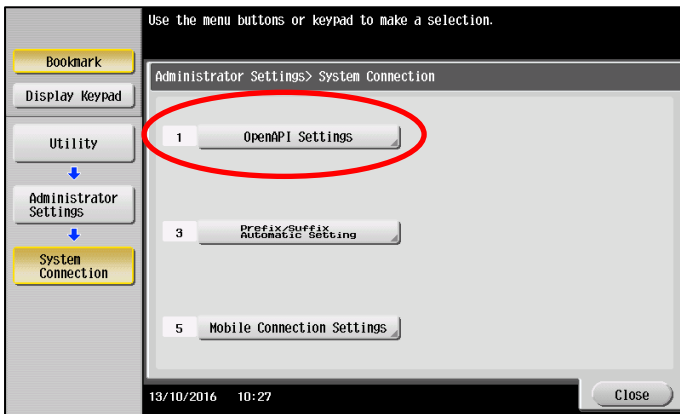 Use the menu buttons or keypad to make a selection.
Bookmark
Display Keypad
Utility
Administrator
Settings
System
Connection
Administrator Settings> System Connection
1 OpenAPI Settings
3 Prefix/Suffix
Automatic Setting
5 Mobile Connection Settings
13/10/2016 10:27
Close